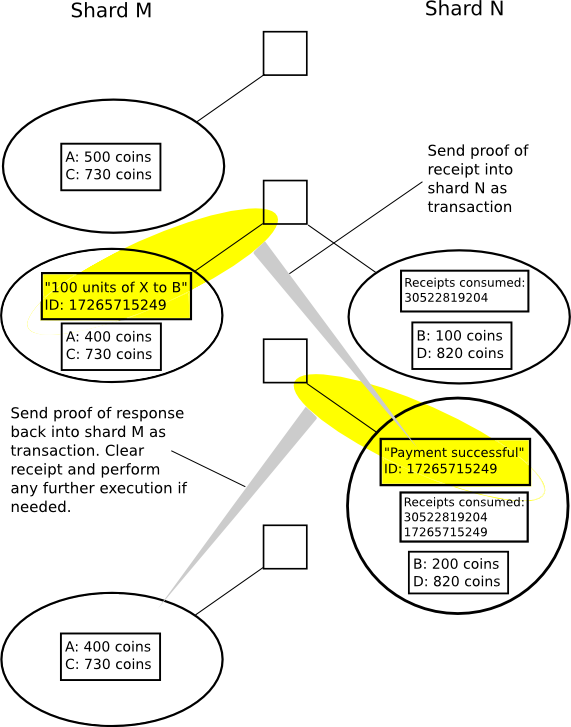 Shard M
Shard N
A: 500 coins
C: 730 coins
Send proof of
receipt into
shard N as
transaction
"100 units of X to B"
ID: 17265715249
A: 400 coins
C: 730 coins
Receipts consumed:
30522819204
B: 100 coins
D: 820 coins
Send proof of response
back into shard M as
transaction. Clear
receipt and perform
any further execution if
needed.
"Payment successful"
ID: 17265715249
Receipts consumed:
30522819204
17265715249
B: 200 coins
D: 820 coins
A: 400 coins
C: 730 coins